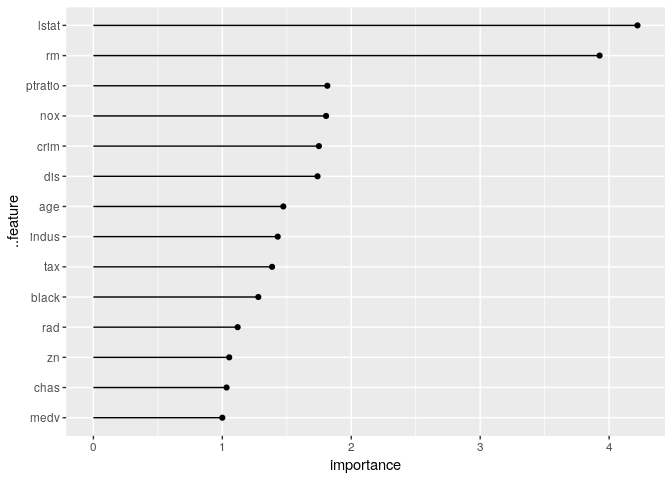 lstat
rm
ptratio
nox
crim
dis
age
indus
tax
black
rad
zn
chas
medv
..feature
0 1 2 3 4
importance